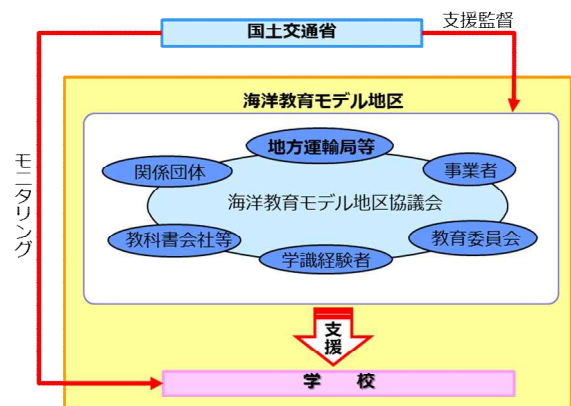 国土交通省
支援監督
モニタリング
海洋教育モデル地区
地方運輸局等
関係団体
事業者
海洋教育モデル地区協議会
教科書会社等
教育委員会
学識経験者
支援
学　校